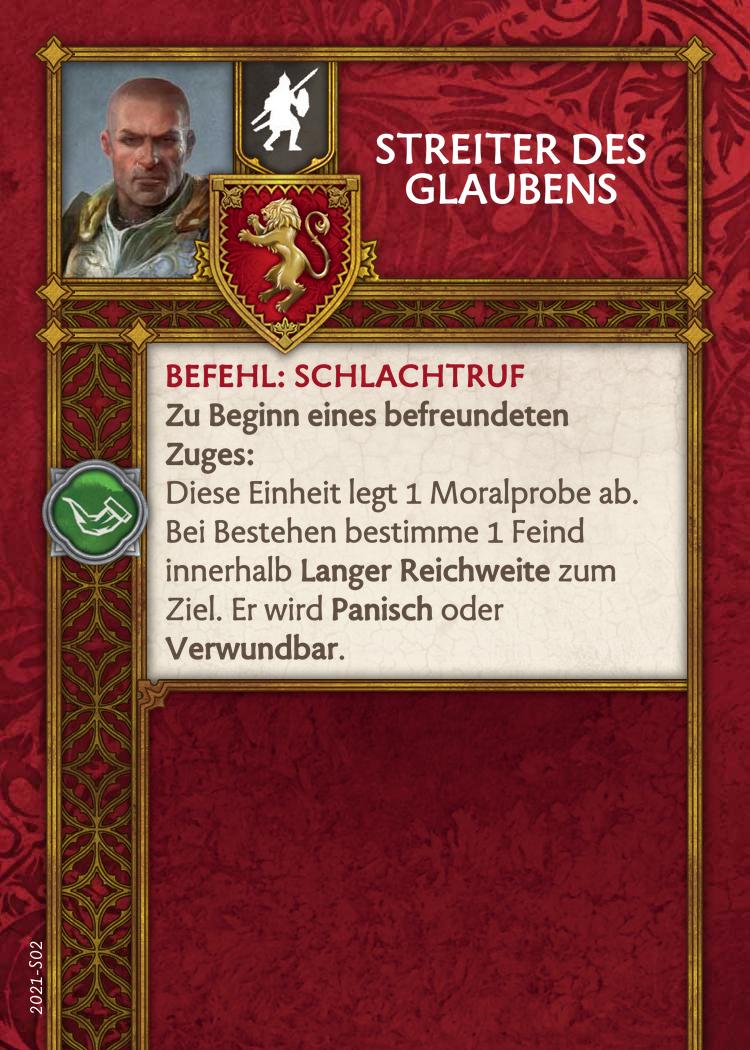 STREITER DES
GLAUBENS
BEFEHL: SCHLACHTRUF
Zu Beginn eines befreundeten
Zuges:
Diese Einheit legt 1 Moralprobe ab.
Bei Bestehen bestimme 1 Feind
innerhalb Langer Reichweite zum
Ziel. Er wird Panisch oder
Verwundbar.
2021-S02